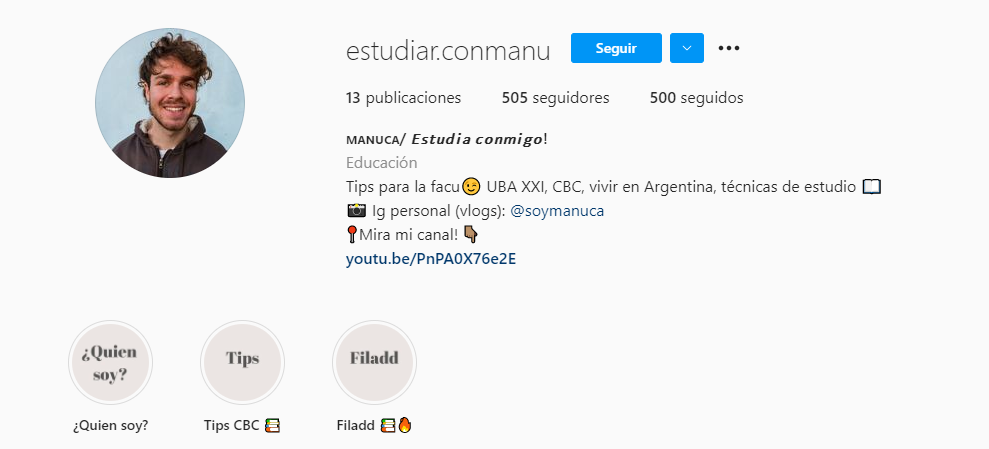 estudiar.conmanu Seguir
13 publicaciones 505 seguidores 500 seguidos
MANUCA/ Estudia conmigo!
Educación
Tips para la facu😉 UBA XXI, CBC, vivir en Argentina, técnicas de estudio 📖
📸 Ig personal (vlogs): @soymanuca
📍Mira mi canal! 👇🏾
youtu.be/PnPA0X76e2E
¿Quien
soy?
Tips
Filadd
¿Quien soy?
Tips CBC 📚
Filadd 📚🔥